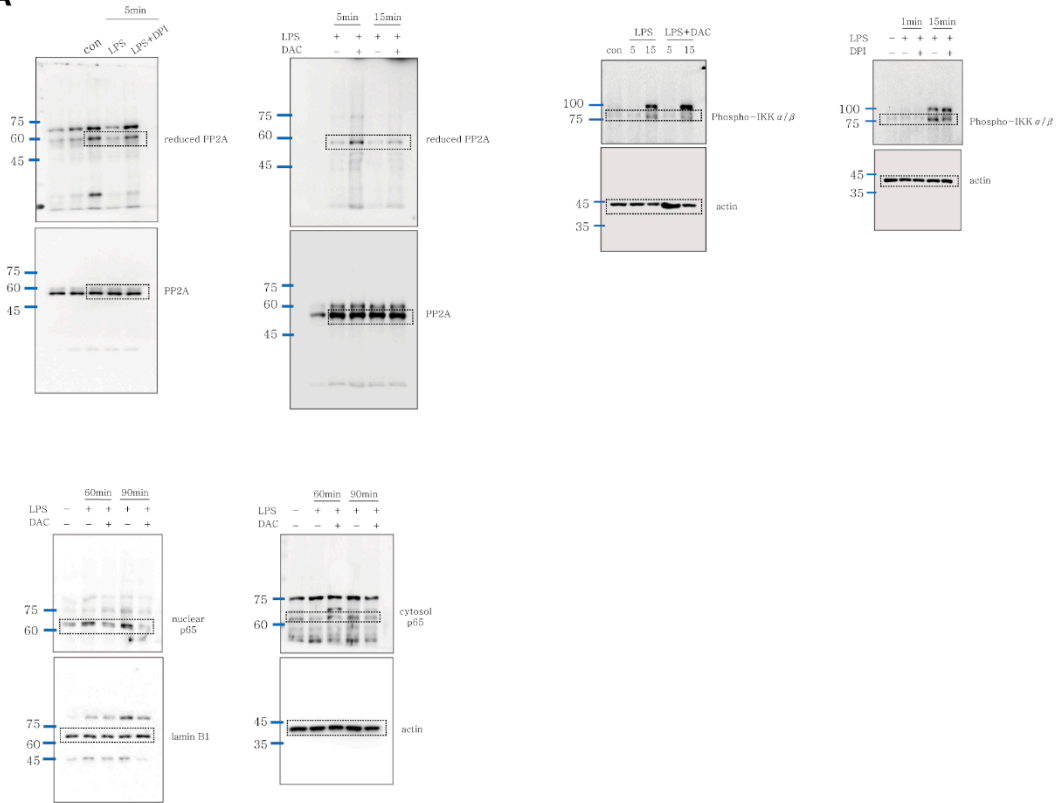 A
5min
con LPS LPS+DPI
75
60
45
reduced PP2A
75
60
45
PP2A
5min 15min
LPS + + + +
DAC − + − +
75
60
45
reduced PP2A
75
60
45
PP2A
LPS LPS+DAC
con 5 15 5 15
100
75
Phospho-IKK α/β
45
35
actin
1min 15min
LPS − + + + +
DPI − − + − +
100
75
Phospho-IKK α/β
45
35
actin
60min 90min
LPS − + + + +
DAC − − + − +
75
60
nuclear
p65
75
60
45
lamin B1
60min 90min
LPS − + + + +
DAC − − + − +
75
60
cytosol
p65
45
35
actin